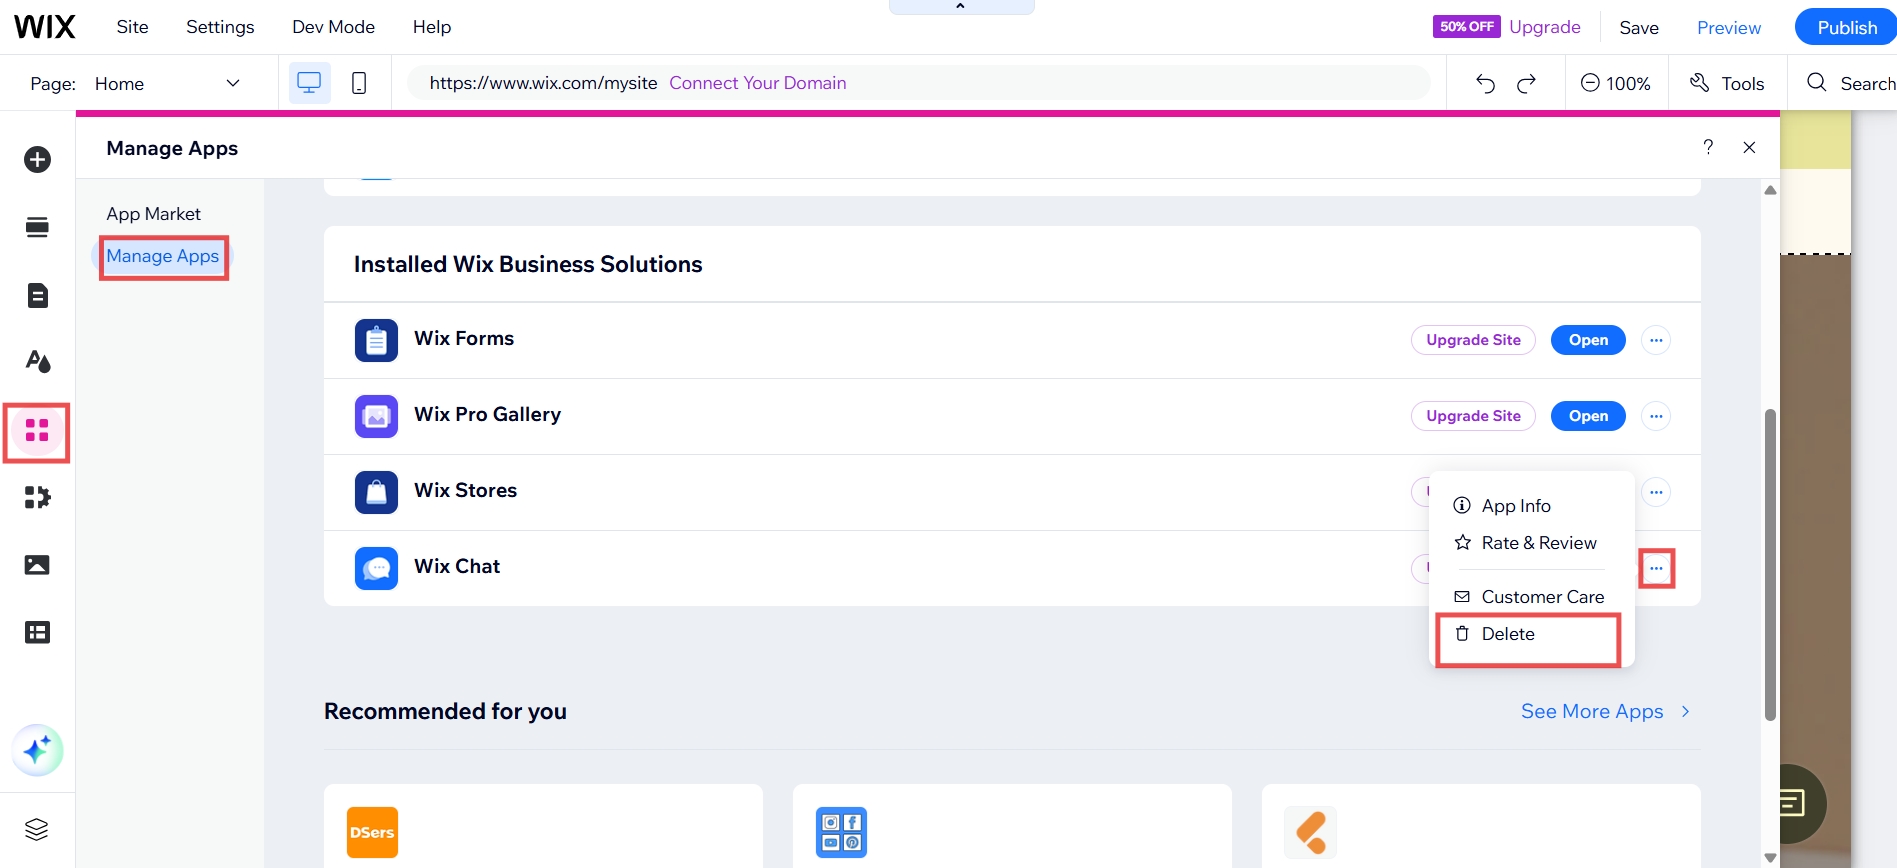 WIX Site Settings Dev Mode Help 50% OFF Upgrade Save Preview Publish
Page: Home https://www.wix.com/mysite Connect Your Domain 100% Tools Search
Manage Apps ?
App Market
Manage Apps
Installed Wix Business Solutions
Wix Forms Upgrade Site Open
Wix Pro Gallery Upgrade Site Open
Wix Stores
App Info
Rate & Review
Wix Chat
Customer Care
Delete
Recommended for you See More Apps
DSers